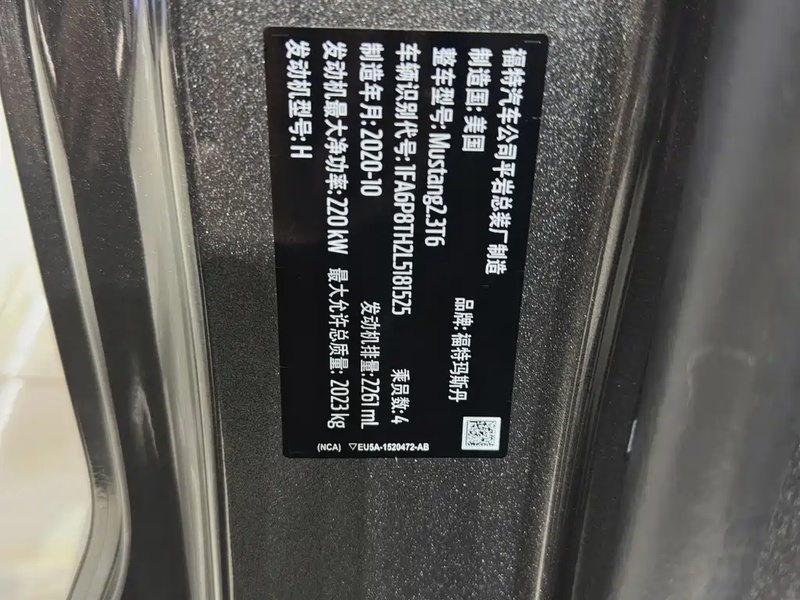 福特汽车公司平岩总装厂制造
制造国: 美国
品牌: 福特玛斯丹
整车型号: Mustang2.3T6
车辆识别代号: 1FA6P8TH2L5181525
乘员数: 4
制造年月: 2020-10
发动机排量: 2261 mL
发动机最大净功率: 220 kW
最大允许总质量: 2023 kg
发动机型号: H
(NCA) ▽EU5A-1520472-AB